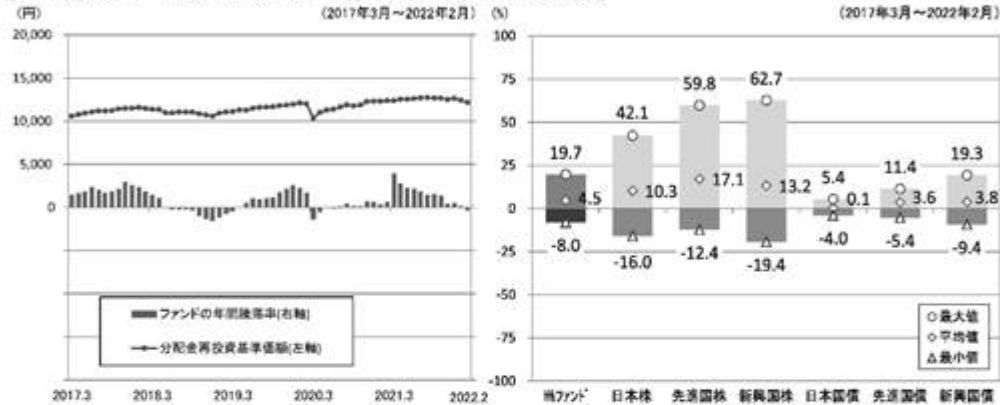 (円)
(2017年3月～2022年2月)
20,000
15,000
10,000
5,000
0
ファンドの年間騰落率(右軸)
分配金再投資基準価額(左軸)
2017.3 2018.3 2019.3 2020.3 2021.3 2022.2
(%)
(2017年3月～2022年2月)
100
75
50
25
0
-25
-50
-75
-100
19.7 42.1 59.8 62.7 5.4 11.4 19.3
4.5 10.3 17.1 13.2 0.1 3.6 3.8
-8.0 -16.0 -12.4 -19.4 -4.0 -5.4 -9.4
最大値
平均値
最小値
当ファンド 日本株 先進国株 新興国株 日本国債 先進国債 新興国債